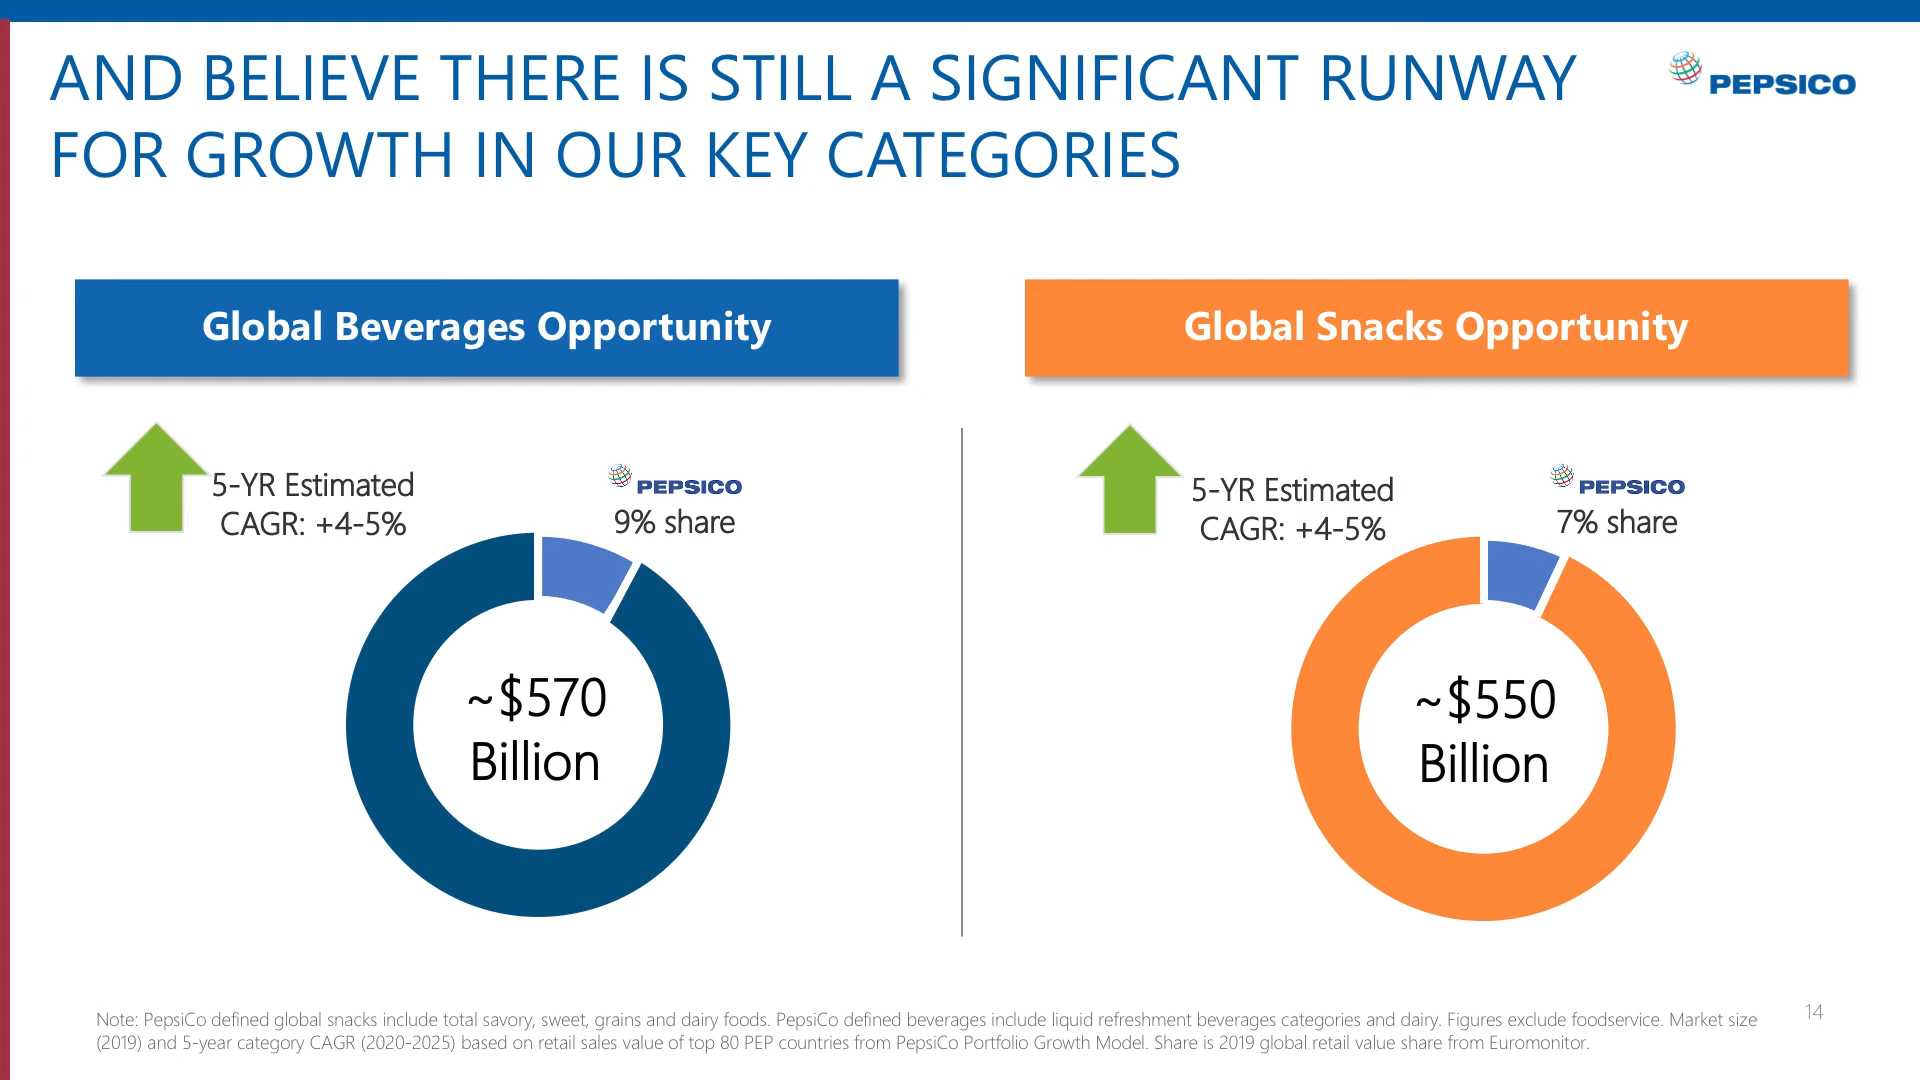 AND BELIEVE THERE IS STILL A SIGNIFICANT RUNWAY
FOR GROWTH IN OUR KEY CATEGORIES
PEPSICO
Global Beverages Opportunity
5-YR Estimated
CAGR: +4-5%
PEPSICO
9% share
~$570
Billion
Global Snacks Opportunity
5-YR Estimated
CAGR: +4-5%
PEPSICO
7% share
~$550
Billion
Note: PepsiCo defined global snacks include total savory, sweet, grains and dairy foods. PepsiCo defined beverages include liquid refreshment beverages categories and dairy. Figures exclude foodservice. Market size
(2019) and 5-year category CAGR (2020-2025) based on retail sales value of top 80 PEP countries from PepsiCo Portfolio Growth Model. Share is 2019 global retail value share from Euromonitor.
14